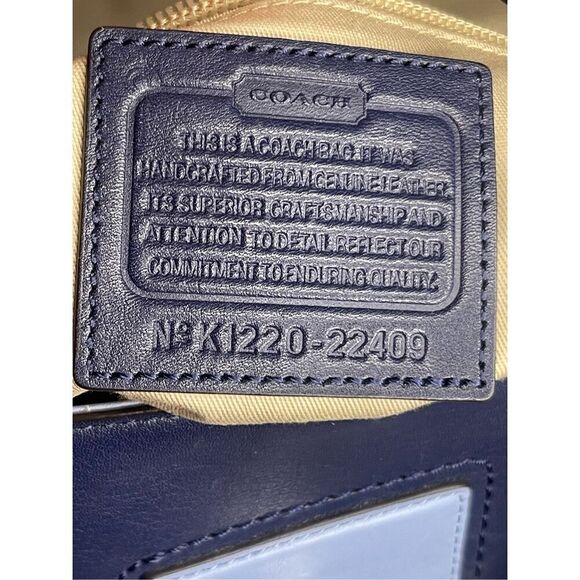 COACH
THIS IS A COACH BAG. IT WAS
HANDCRAFTED FROM GENUINE LEATHER.
ITS SUPERIOR CRAFTSMANSHIP AND
ATTENTION TO DETAIL REFLECT OUR
COMMITMENT TO ENDURING QUALITY.
Nº K1220-22409